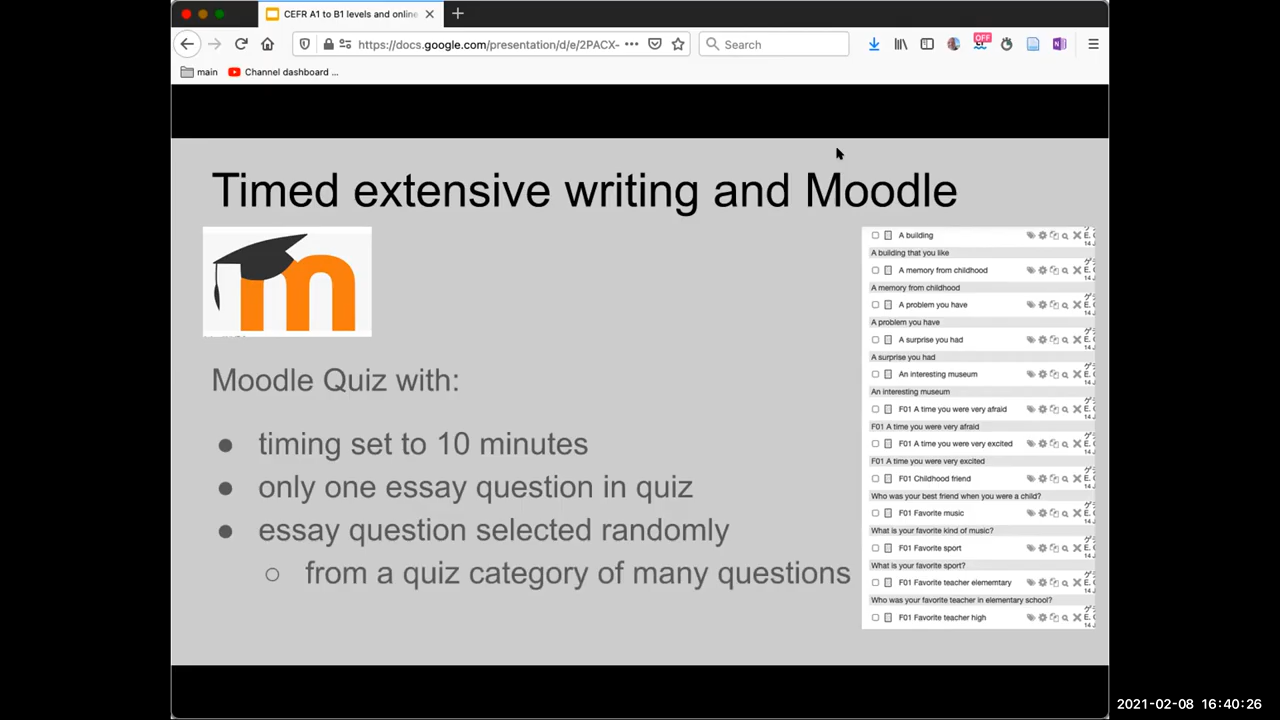 CEFR A1 to B1 levels and online
https://docs.google.com/presentation/d/e/2PACX-
Search
OFF
main
Channel dashboard ...
Timed extensive writing and Moodle
m
Moodle Quiz with:
● timing set to 10 minutes
● only one essay question in quiz
● essay question selected randomly
○ from a quiz category of many questions
A building
A building that you like
A memory from childhood
A memory from childhood
A problem you have
A problem you have
A surprise you had
A surprise you had
An interesting museum
An interesting museum
F01 A time you were very afraid
F01 A time you were very afraid
F01 A time you were very excited
F01 A time you were very excited
F01 Childhood friend
Who was your best friend when you were a child?
F01 Favorite music
What is your favorite kind of music?
F01 Favorite sport
What is your favorite sport?
F01 Favorite teacher elememtary
Who was your favorite teacher in elementary school?
F01 Favorite teacher high
2021-02-08 16:40:26